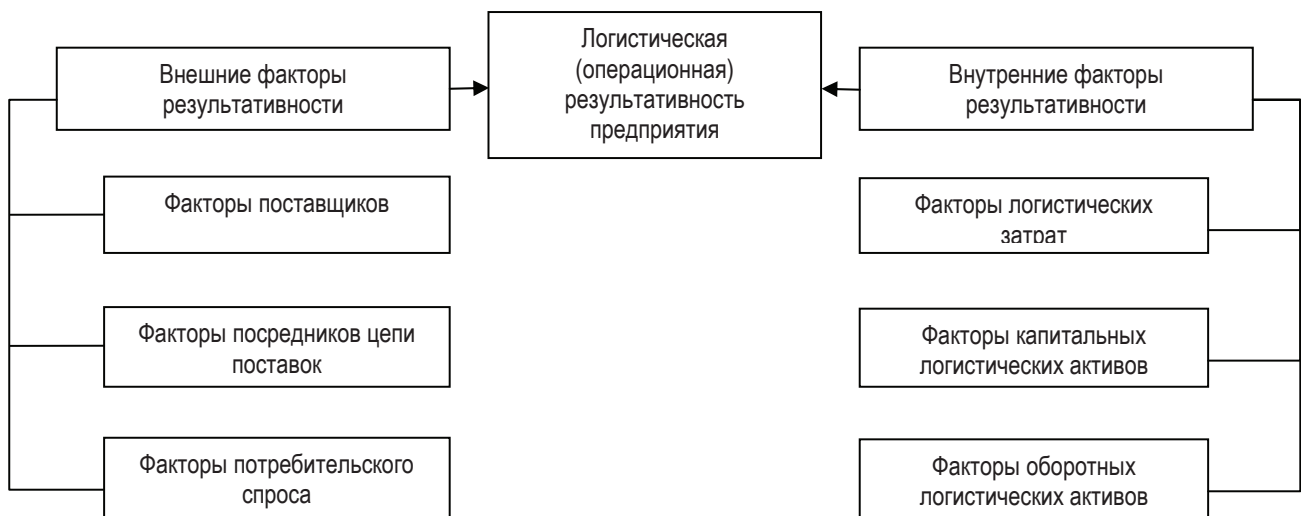 Внешние факторы
результативности
Логистическая
(операционная)
результативность
предприятия
Внутренние факторы
результативности
Факторы поставщиков
Факторы логистических
затрат
Факторы посредников цепи
поставок
Факторы капитальных
логистических активов
Факторы потребительского
спроса
Факторы оборотных
логистических активов